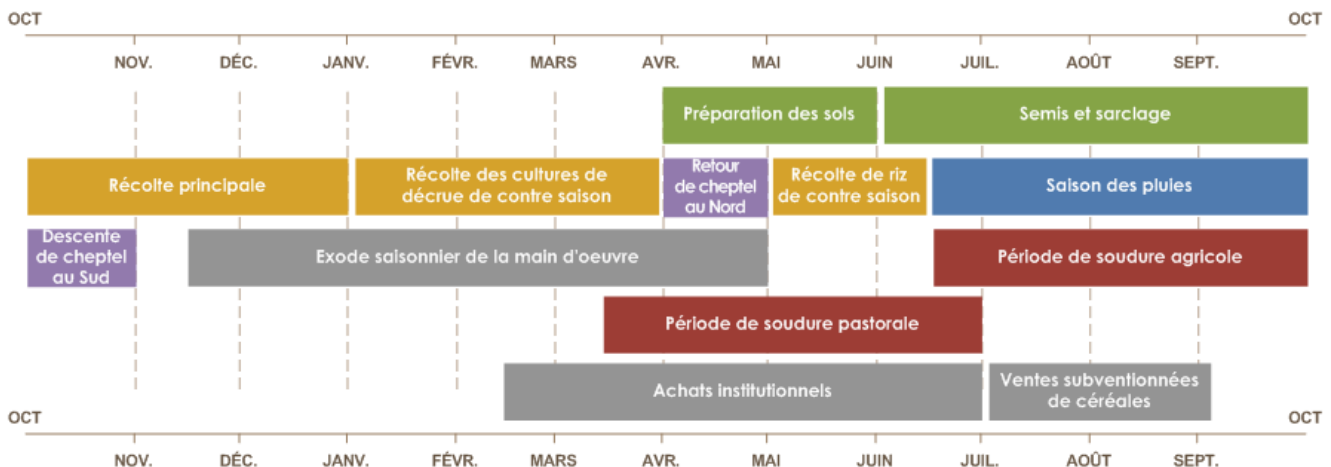 OCT OCT
NOV. DÉC. JANV. FÉVR. MARS AVR. MAI JUIN JUIL. AOÛT SEPT.
Préparation des sols
Semis et sarclage
Récolte principale
Récolte des cultures de
décrue de contre saison
Retour
de cheptel
au Nord
Récolte de riz
de contre saison
Saison des pluies
Descente
de cheptel
au Sud
Exode saisonnier de la main d'oeuvre
Période de soudure agricole
Période de soudure pastorale
Achats institutionnels
Ventes subventionnées
de céréales
OCT OCT
NOV. DÉC. JANV. FÉVR. MARS AVR. MAI JUIN JUIL. AOÛT SEPT.